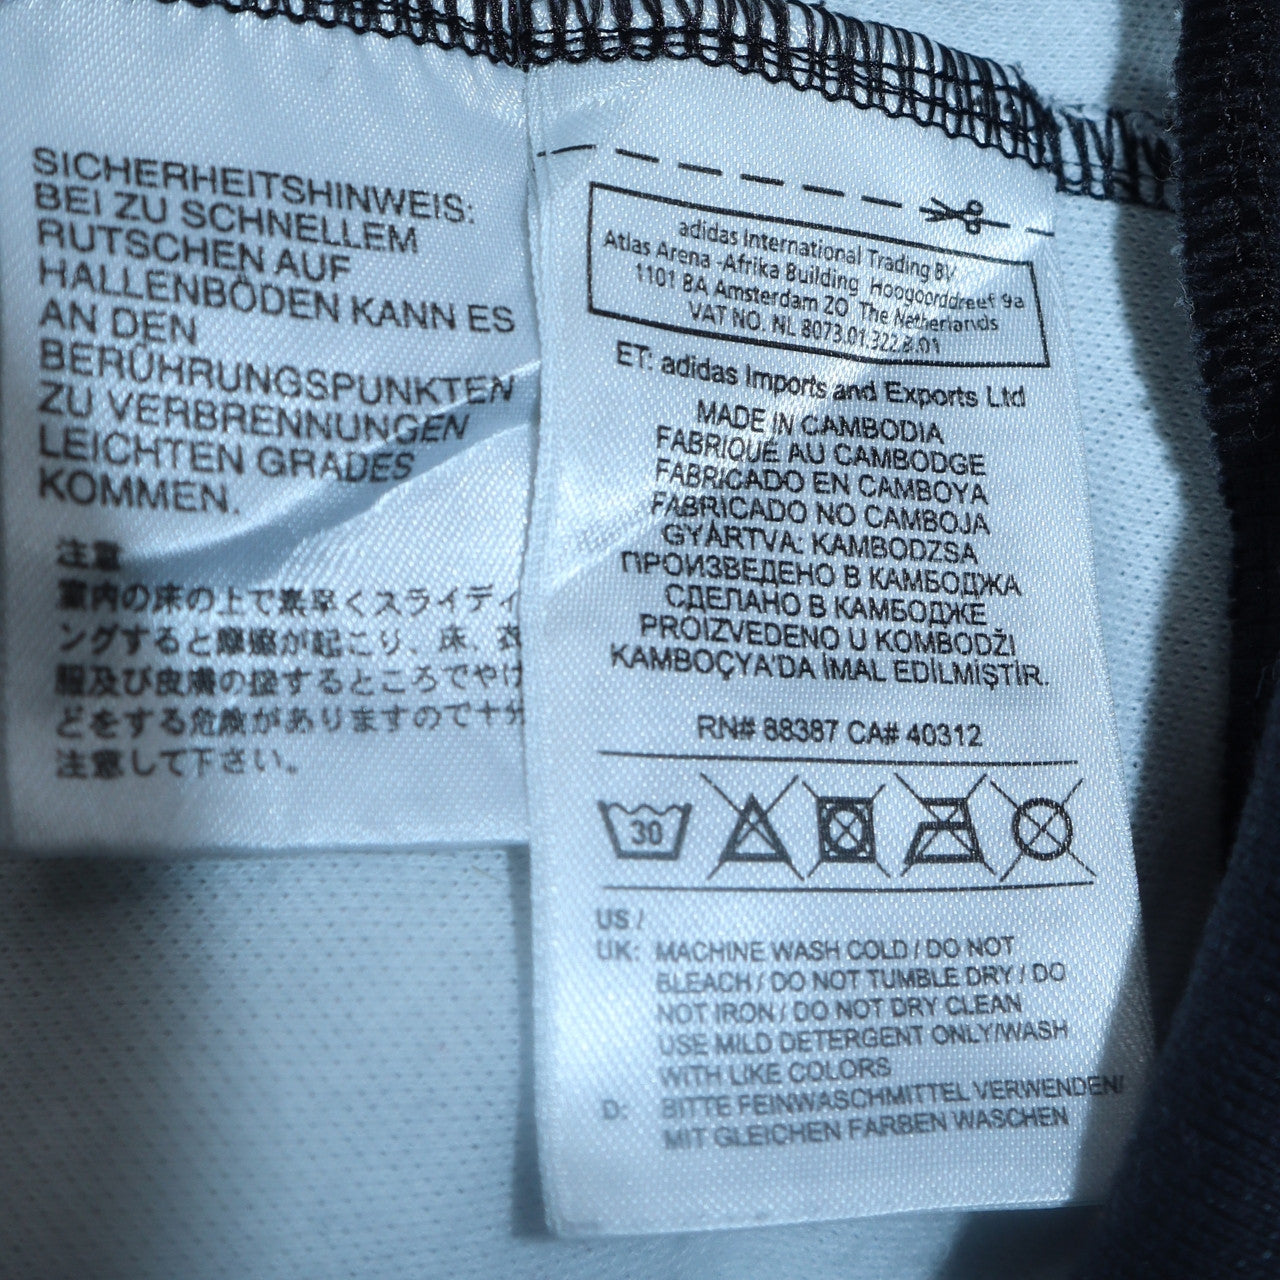 SICHERHEITSHINWEIS:
BEI ZU SCHNELLEM
RUTSCHEN AUF
HALLENBÖDEN KANN ES
AN DEN
BERÜHRUNGSPUNKTEN
ZU VERBRENNUNGEN
LEICHTEN GRADES
KOMMEN.
注意
室内の床の上で素早くスライディ
ングすると摩擦が起こり、床、衣
服及び皮膚の接するところでやけ
どをする危険がありますので十分
注意して下さい。
adidas International Trading BV
Atlas Arena -Afrika Building Hoogoorddreef 9a
1101 BA Amsterdam ZO The Netherlands
VAT NO. NL 8073.01.322.B.01
ET: adidas Imports and Exports Ltd
MADE IN CAMBODIA
FABRIQUÉ AU CAMBODGE
FABRICADO EN CAMBOYA
FABRICADO NO CAMBOJA
GYÁRTVA: KAMBODZSA
ПРОИЗВЕДЕНО В КАМБОДЖА
СДЕЛАНО В КАМБОДЖЕ
PROIZVEDENO U KOMBODŽI
KAMBOÇYA'DA İMAL EDİLMİŞTİR.
RN# 88387 CA# 40312
30
US /
UK: MACHINE WASH COLD / DO NOT
BLEACH / DO NOT TUMBLE DRY / DO
NOT IRON / DO NOT DRY CLEAN
USE MILD DETERGENT ONLY/WASH
WITH LIKE COLORS
D: BITTE FEINWASCHMITTEL VERWENDEN/
MIT GLEICHEN FARBEN WASCHEN